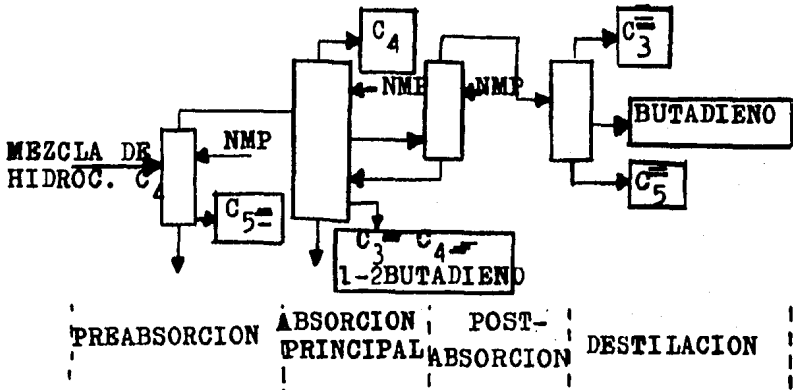 C4
C3=
NMP
NMP
BUTADIENO
MEZCLA DE
HIDROC. C4
NMP
C5=
C5=
C3= C4=
1-2BUTADIENO
PREABSORCION
ABSORCION
PRINCIPAL
POST-
ABSORCION
DESTILACION